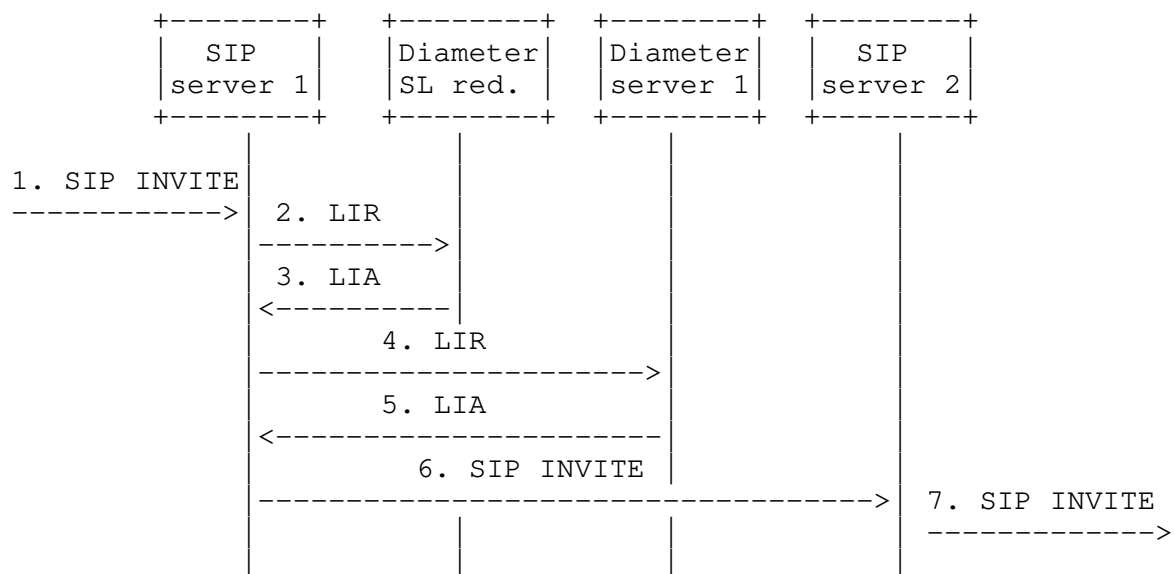 SIP server 1
Diameter SL red.
Diameter server 1
SIP server 2
1. SIP INVITE
2. LIR
3. LIA
4. LIR
5. LIA
6. SIP INVITE
7. SIP INVITE